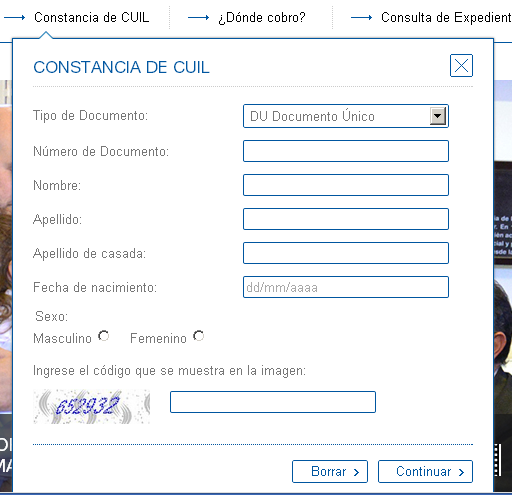 Constancia de CUIL ¿Dónde cobro? Consulta de Expedient
CONSTANCIA DE CUIL
Tipo de Documento: DU Documento Único
Número de Documento:
Nombre:
Apellido:
Apellido de casada:
Fecha de nacimiento: dd/mm/aaaa
Sexo:
Masculino Femenino
Ingrese el código que se muestra en la imagen:
652932
Borrar Continuar